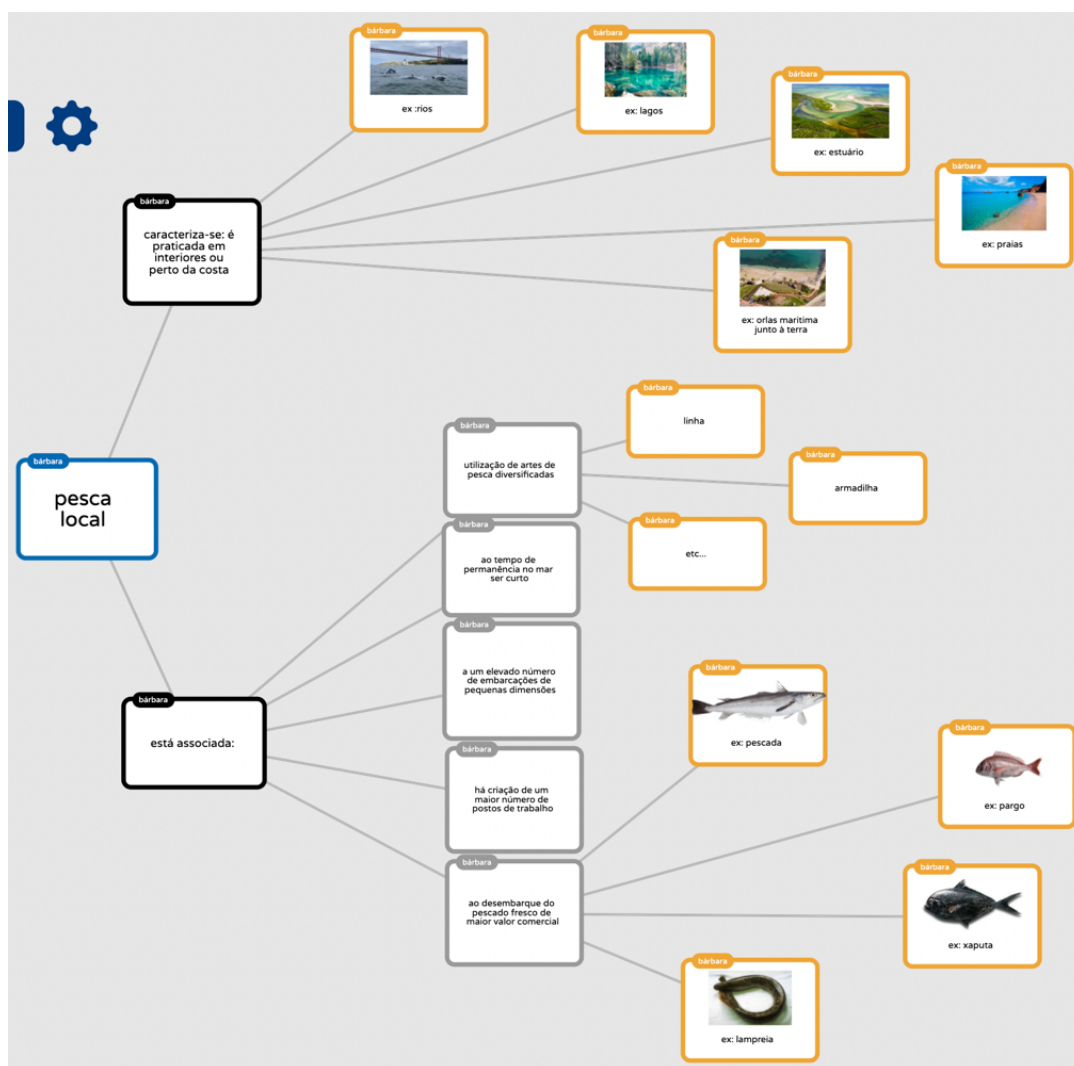 bárbara
ex :rios
bárbara
ex: lagos
bárbara
ex: estuário
bárbara
ex: praias
bárbara
caracteriza-se: é
praticada em
interiores ou
perto da costa
bárbara
ex: orlas maritima
junto à terra
bárbara
linha
bárbara
utilização de artes de
pesca diversificadas
bárbara
armadilha
bárbara
pesca
local
bárbara
etc...
bárbara
ao tempo de
permanência no mar
ser curto
bárbara
a um elevado número
de embarcações de
pequenas dimensões
bárbara
ex: pescada
bárbara
está associada:
bárbara
há criação de um
maior número de
postos de trabalho
bárbara
ex: pargo
bárbara
ao desembarque do
pescado fresco de
maior valor comercial
bárbara
ex: xaputa
bárbara
ex: lampreia